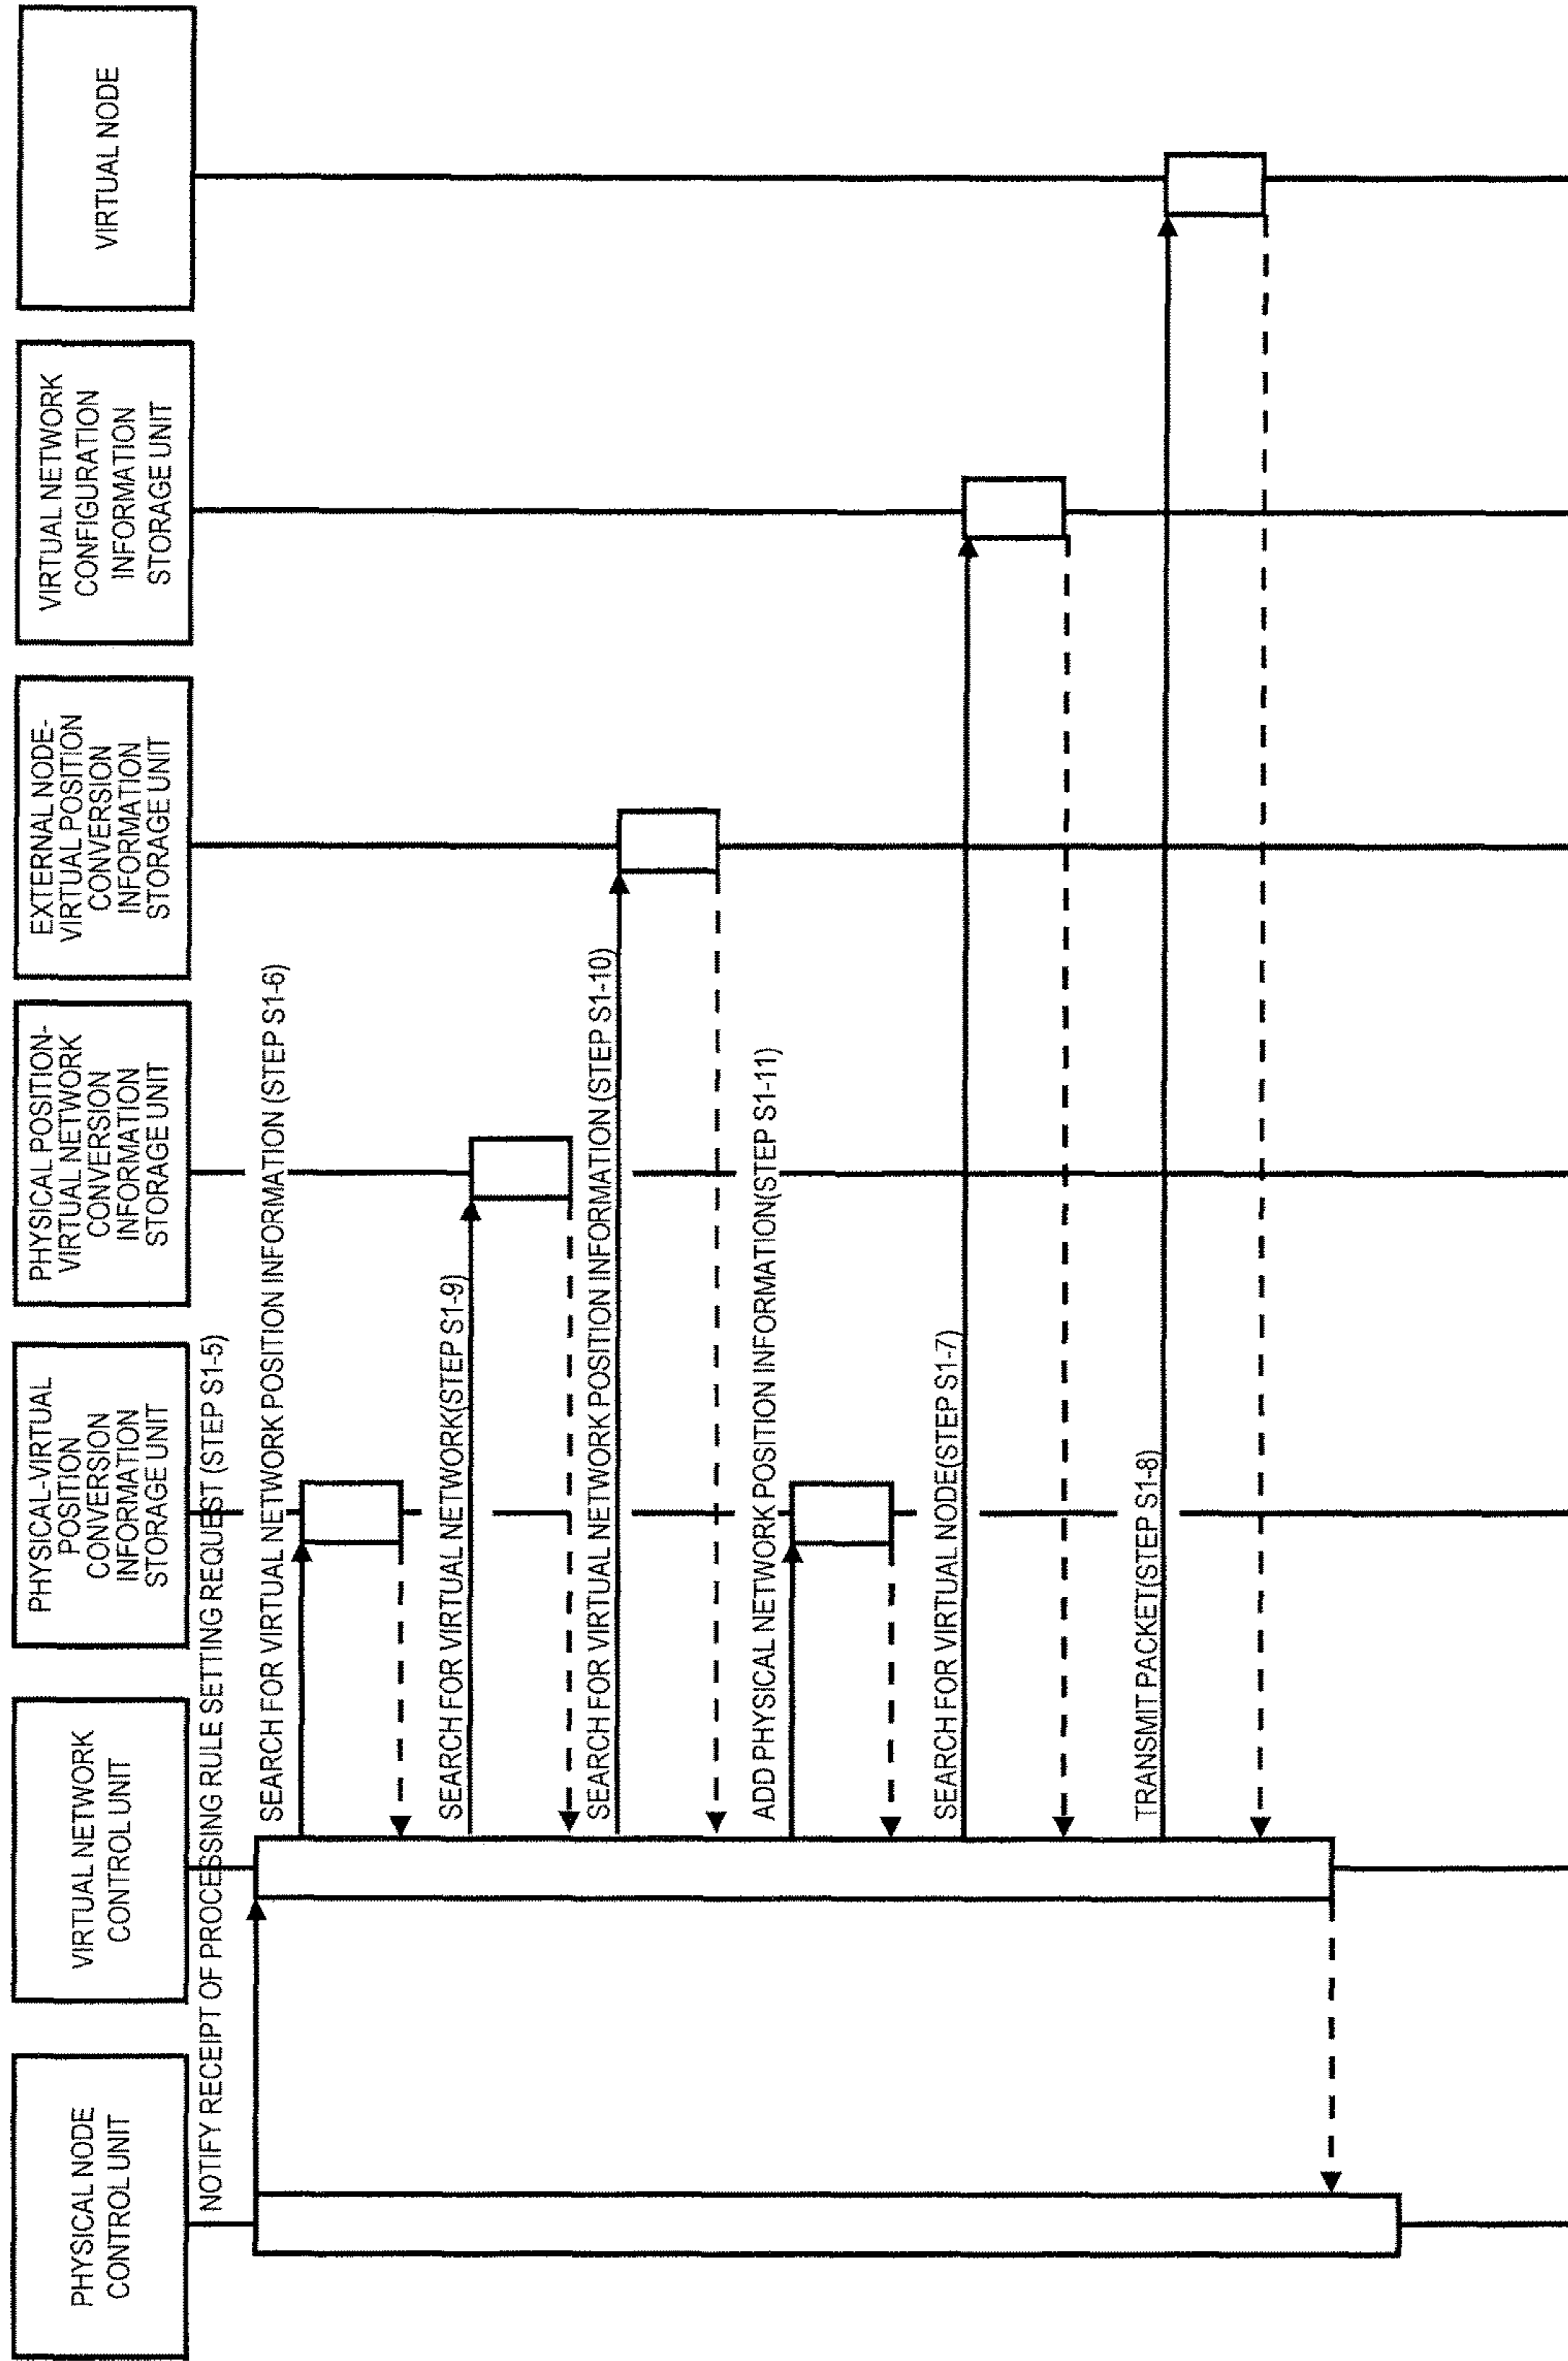 PHYSICAL NODE
CONTROL UNIT
VIRTUAL NETWORK
CONTROL UNIT
PHYSICAL-VIRTUAL
POSITION
CONVERSION
INFORMATION
STORAGE UNIT
PHYSICAL POSITION-
VIRTUAL NETWORK
CONVERSION
INFORMATION
STORAGE UNIT
EXTERNAL NODE-
VIRTUAL POSITION
CONVERSION
INFORMATION
STORAGE UNIT
VIRTUAL NETWORK
CONFIGURATION
INFORMATION
STORAGE UNIT
VIRTUAL NODE
NOTIFY RECEIPT OF PROCESSING RULE SETTING REQUEST (STEP S1-5)
SEARCH FOR VIRTUAL NETWORK POSITION INFORMATION (STEP S1-6)
SEARCH FOR VIRTUAL NETWORK(STEP S1-9)
SEARCH FOR VIRTUAL NETWORK POSITION INFORMATION (STEP S1-10)
ADD PHYSICAL NETWORK POSITION INFORMATION(STEP S1-11)
SEARCH FOR VIRTUAL NODE(STEP S1-7)
TRANSMIT PACKET(STEP S1-8)